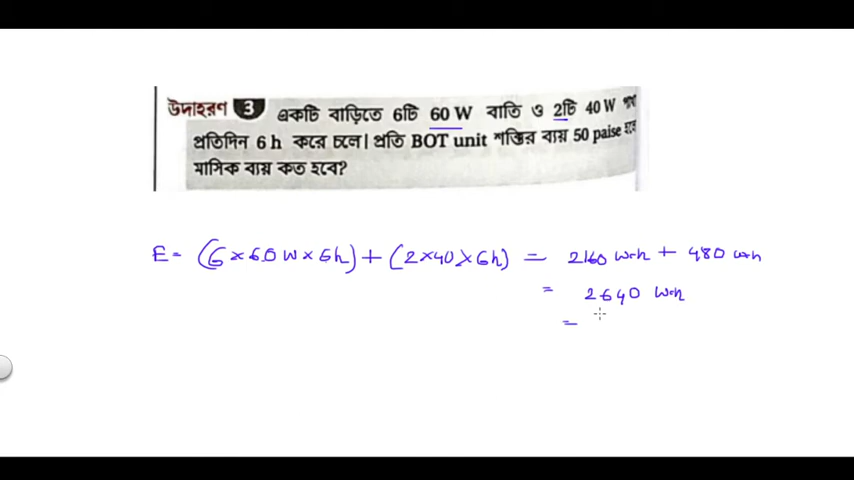 উদাহরণ 3 একটি বাড়িতে 6টি 60 W বাতি ও 2টি 40 W পাখা
প্রতিদিন 6 h করে চলে। প্রতি BOT unit শক্তির ব্যয় 50 paise হলে
মাসিক ব্যয় কত হবে?
E = (6 × 60 W × 6h) + (2 × 40 × 6h) = 2160 W-h + 480 W-h
= 2640 W-h
=